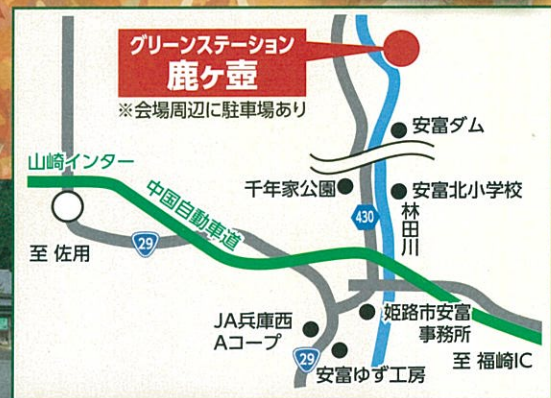 グリーンステーション
鹿ヶ壺
※会場周辺に駐車場あり
安富ダム
山崎インター
千年家公園
安富北小学校
中国自動車道
430
林田川
29
至 佐用
JA兵庫西
Aコープ
姫路市安富
事務所
29
安富ゆず工房
至 福崎IC